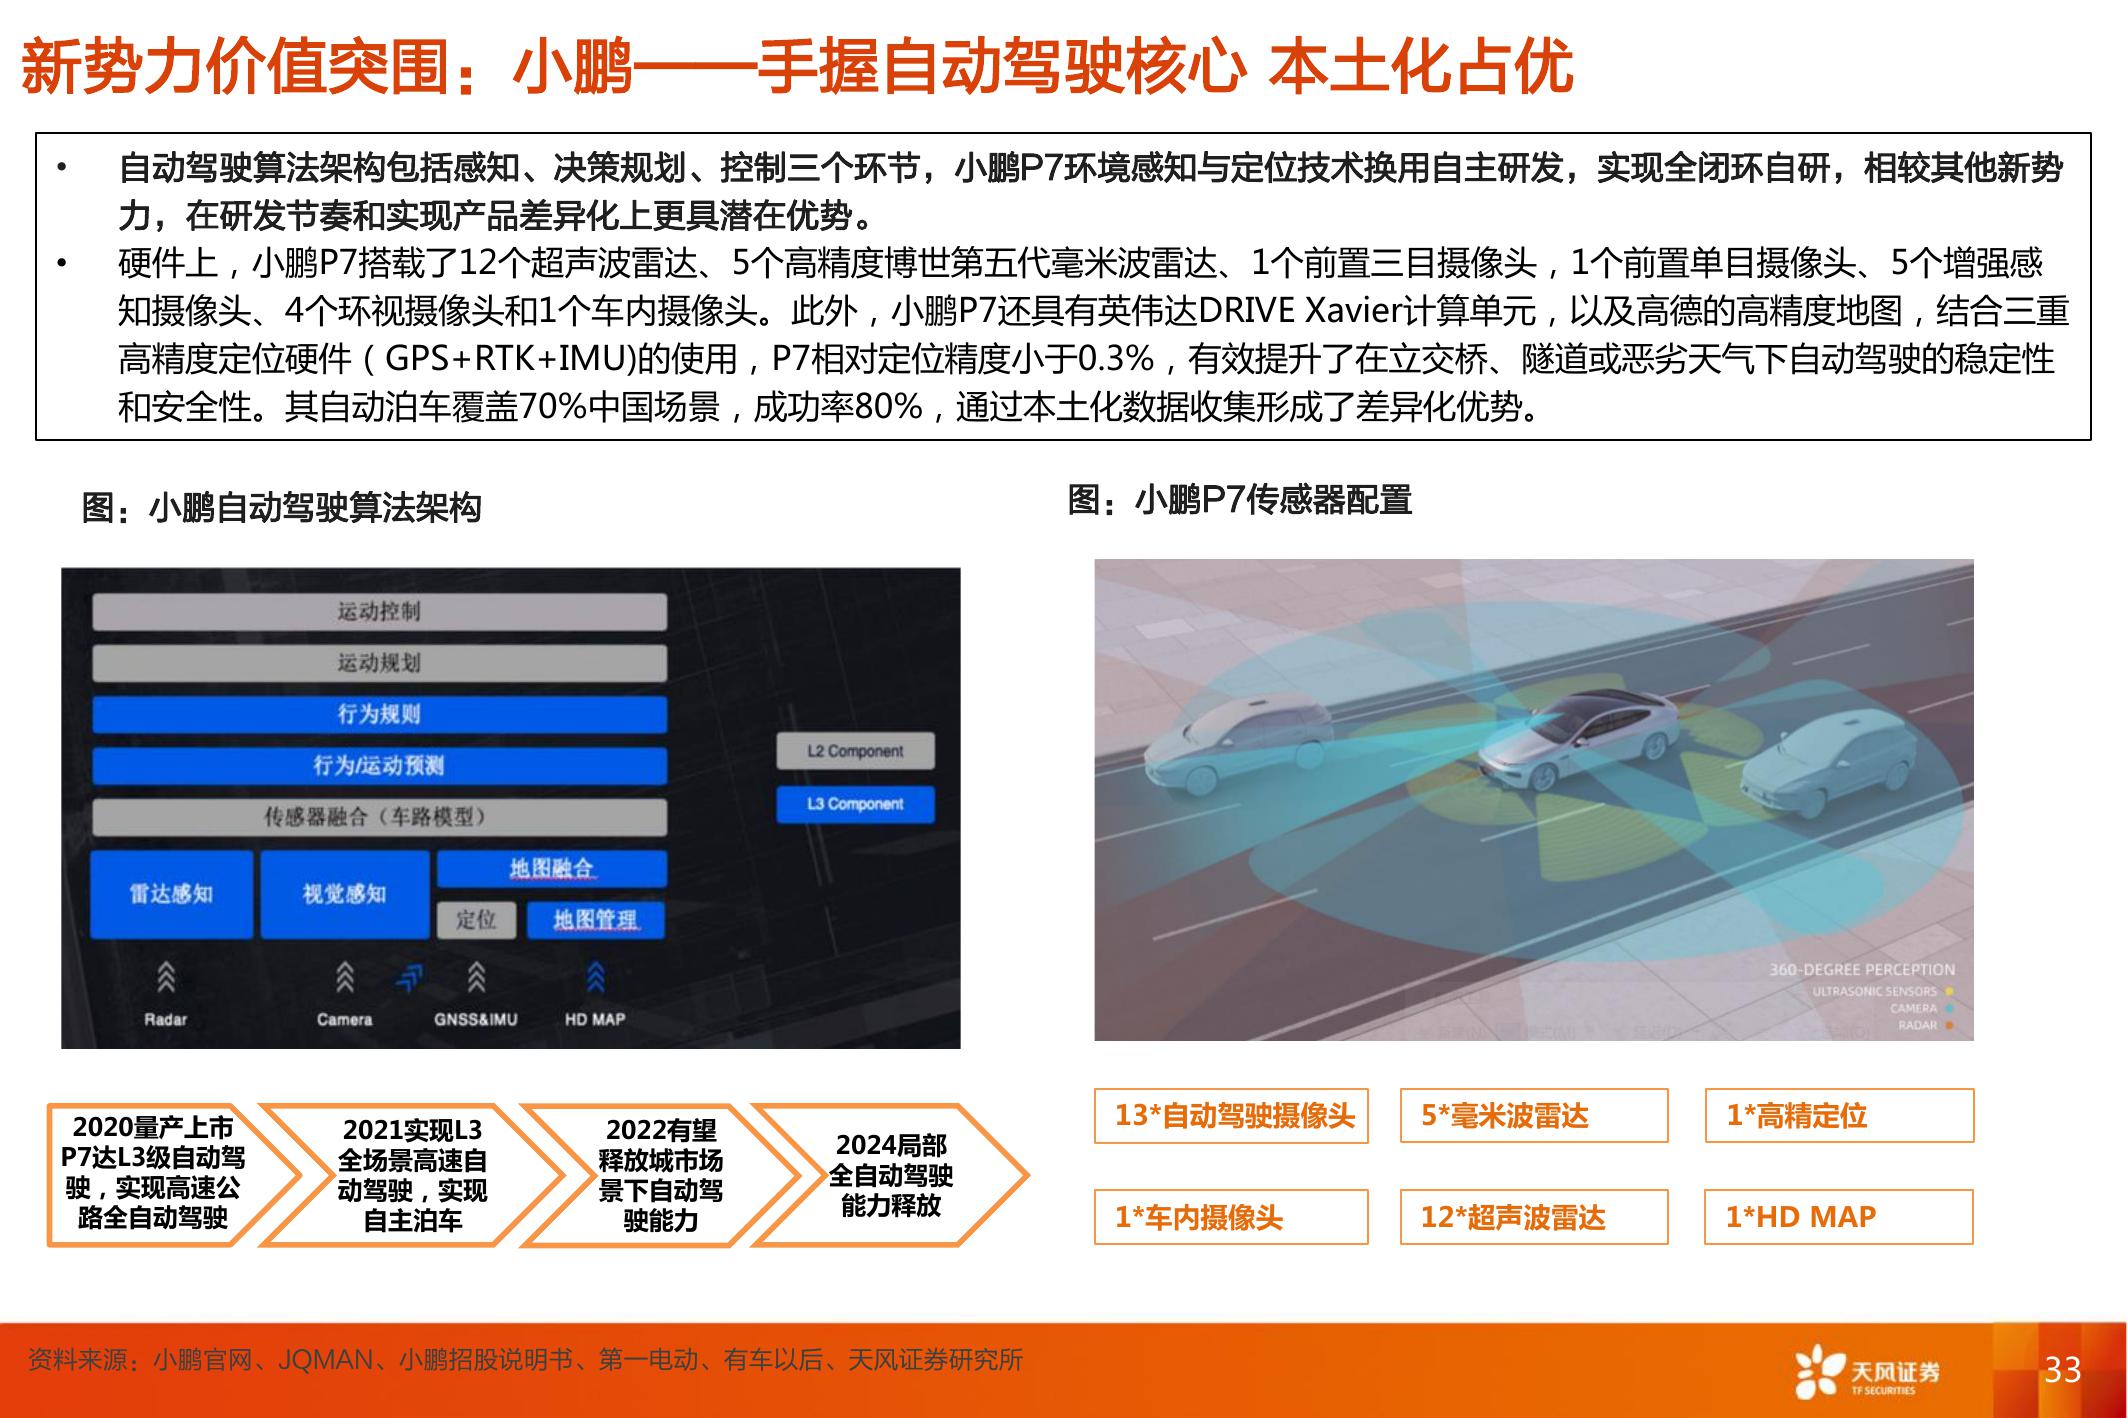 新势力价值突围：小鹏——手握自动驾驶核心 本土化占优
• 自动驾驶算法架构包括感知、决策规划、控制三个环节，小鹏P7环境感知与定位技术换用自主研发，实现全闭环自研，相较其他新势
力，在研发节奏和实现产品差异化上更具潜在优势。
• 硬件上，小鹏P7搭载了12个超声波雷达、5个高精度博世第五代毫米波雷达、1个前置三目摄像头，1个前置单目摄像头、5个增强感
知摄像头、4个环视摄像头和1个车内摄像头。此外，小鹏P7还具有英伟达DRIVE Xavier计算单元，以及高德的高精度地图，结合三重
高精度定位硬件（GPS+RTK+IMU)的使用，P7相对定位精度小于0.3%，有效提升了在立交桥、隧道或恶劣天气下自动驾驶的稳定性
和安全性。其自动泊车覆盖70%中国场景，成功率80%，通过本土化数据收集形成了差异化优势。
图：小鹏自动驾驶算法架构
运动控制
运动规划
行为规则
行为/运动预测
传感器融合（车路模型）
雷达感知
视觉感知
地图融合
定位
地图管理
Radar
Camera
GNSS&IMU
HD MAP
L2 Component
L3 Component
2020量产上市
P7达L3级自动驾
驶，实现高速公
路全自动驾驶
2021实现L3
全场景高速自
动驾驶，实现
自主泊车
2022有望
释放城市场
景下自动驾
驶能力
2024局部
全自动驾驶
能力释放
图：小鹏P7传感器配置
360-DEGREE PERCEPTION
ULTRASONIC SENSORS
CAMERA
RADAR
13*自动驾驶摄像头
5*毫米波雷达
1*高精定位
1*车内摄像头
12*超声波雷达
1*HD MAP
资料来源：小鹏官网、JQMAN、小鹏招股说明书、第一电动、有车以后、天风证券研究所
天风证券
TF SECURITIES
33